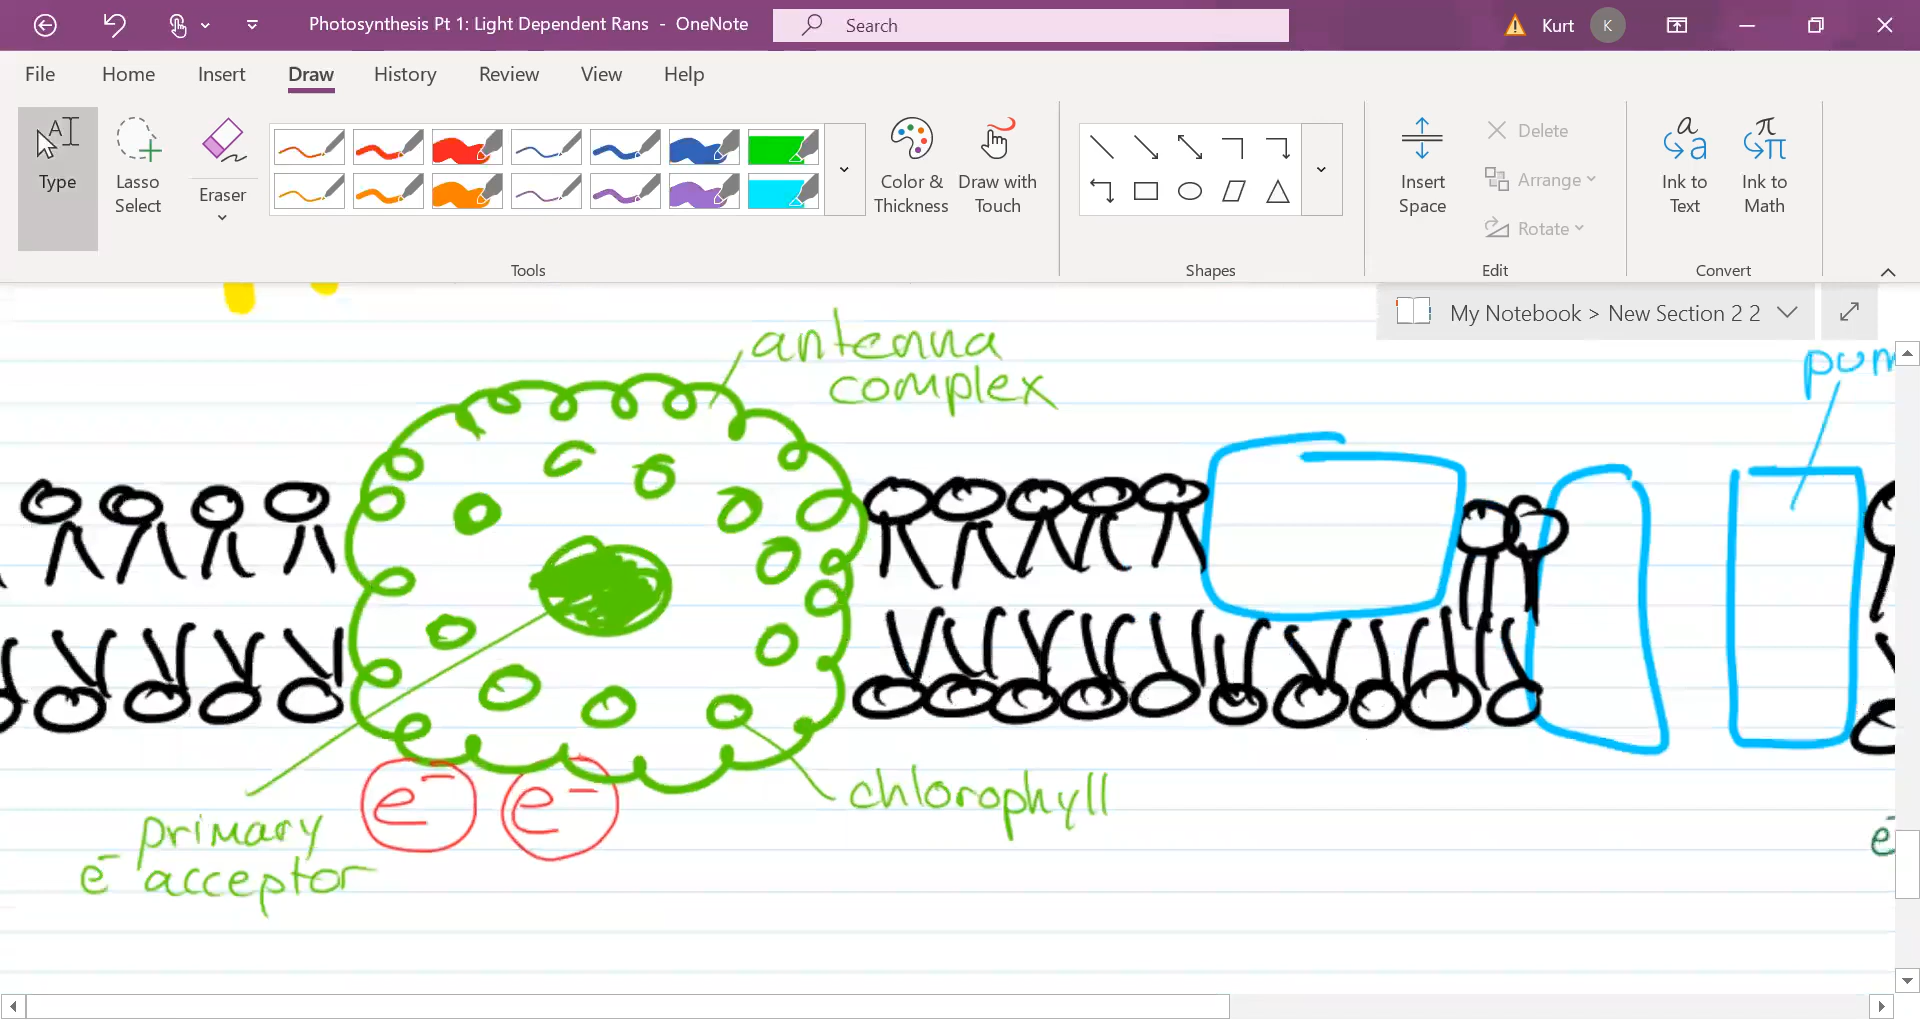 Photosynthesis Pt 1: Light Dependent Rans - OneNote
Search
Kurt
K
File Home Insert Draw History Review View Help
Type
Lasso
Select
Eraser
Color &
Thickness
Draw with
Touch
Insert
Space
Delete
Arrange
Rotate
Ink to
Text
Ink to
Math
Tools
Shapes
Edit
Convert
My Notebook > New Section 2 2
antenna
complex
pum
chlorophyll
e⁻ e⁻
primary
e⁻ acceptor
e⁻